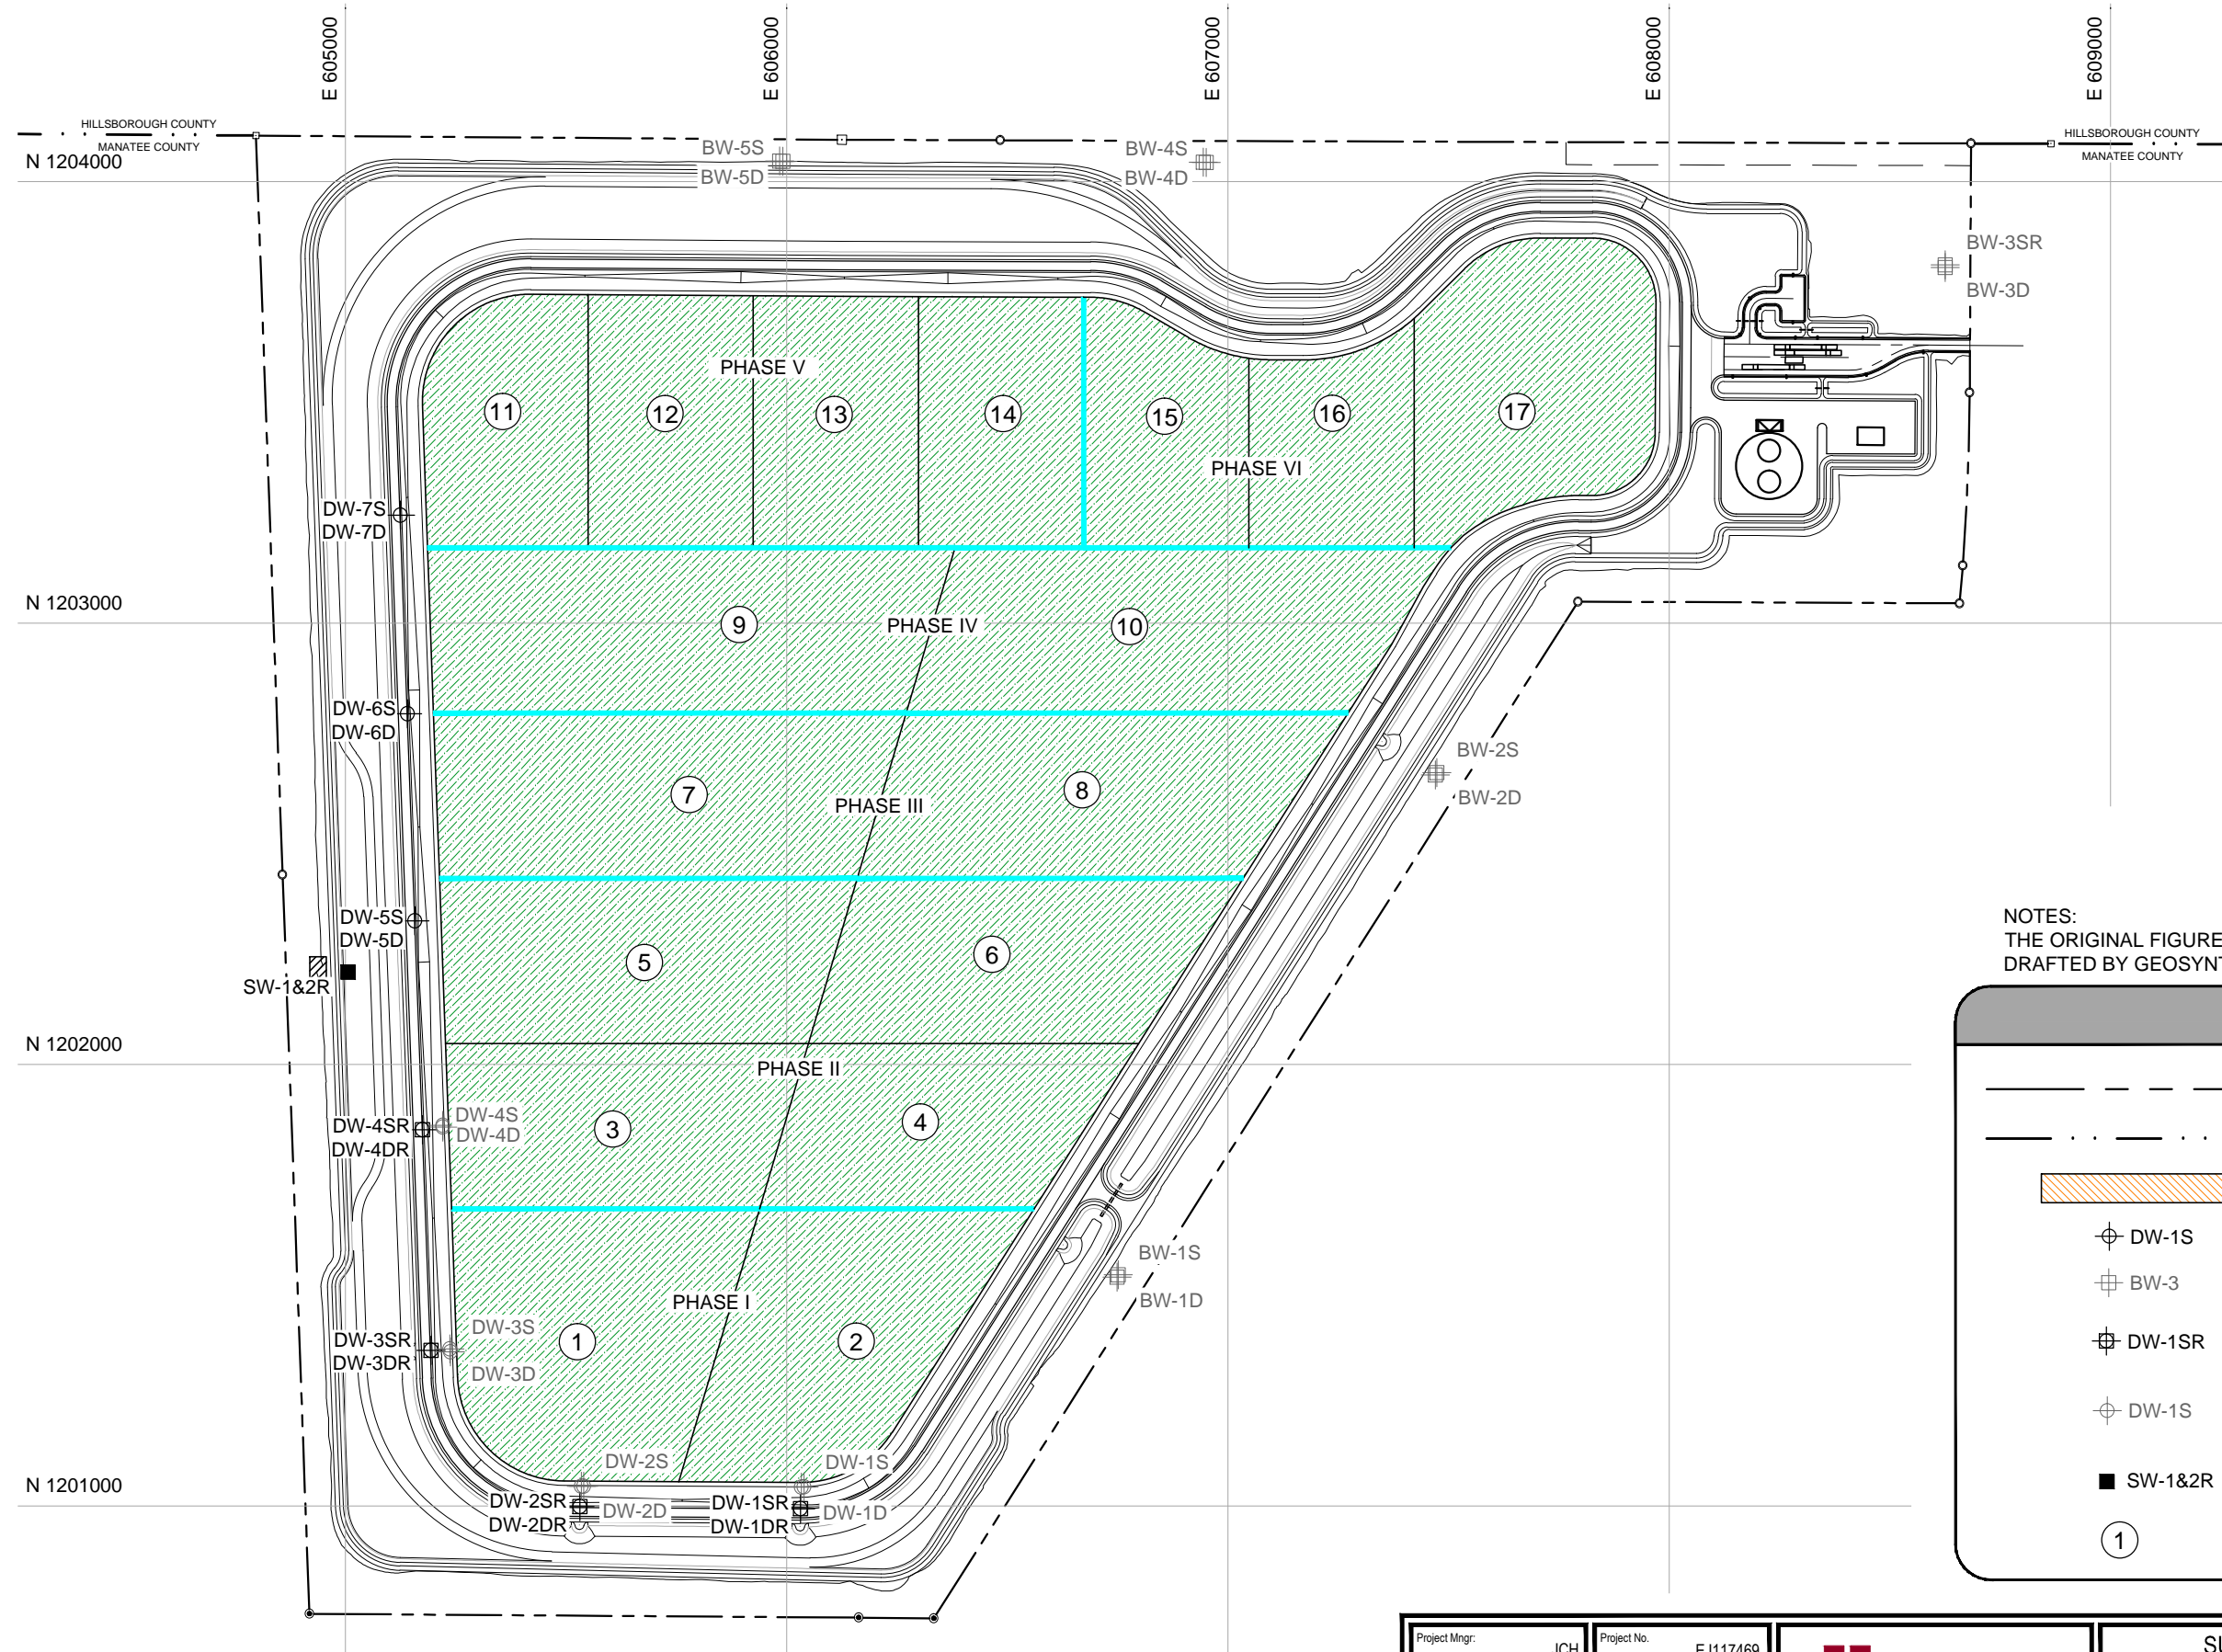 E 605000
E 606000
E 607000
E 608000
E 609000
HILLSBOROUGH COUNTY
MANATEE COUNTY
HILLSBOROUGH COUNTY
MANATEE COUNTY
N 1204000
BW-5S
BW-5D
BW-4S
BW-4D
BW-3SR
BW-3D
PHASE V
11
12
13
14
15
16
17
PHASE VI
DW-7S
DW-7D
N 1203000
9
PHASE IV
10
DW-6S
DW-6D
BW-2S
BW-2D
7
PHASE III
8
DW-5S
DW-5D
5
6
SW-1&2R
NOTES:
THE ORIGINAL FIGURE
DRAFTED BY GEOSYNT
N 1202000
PHASE II
DW-4SR
DW-4DR
DW-4S
DW-4D
3
4
BW-1S
BW-1D
PHASE I
DW-3SR
DW-3DR
DW-3S
DW-3D
1
2
DW-1S
BW-3
DW-1SR
DW-1S
SW-1&2R
1
N 1201000
DW-2S
DW-1S
DW-2SR
DW-2DR
DW-2D
DW-1SR
DW-1DR
DW-1D
Project Mngr:
JCH
Project No.
EJ117469